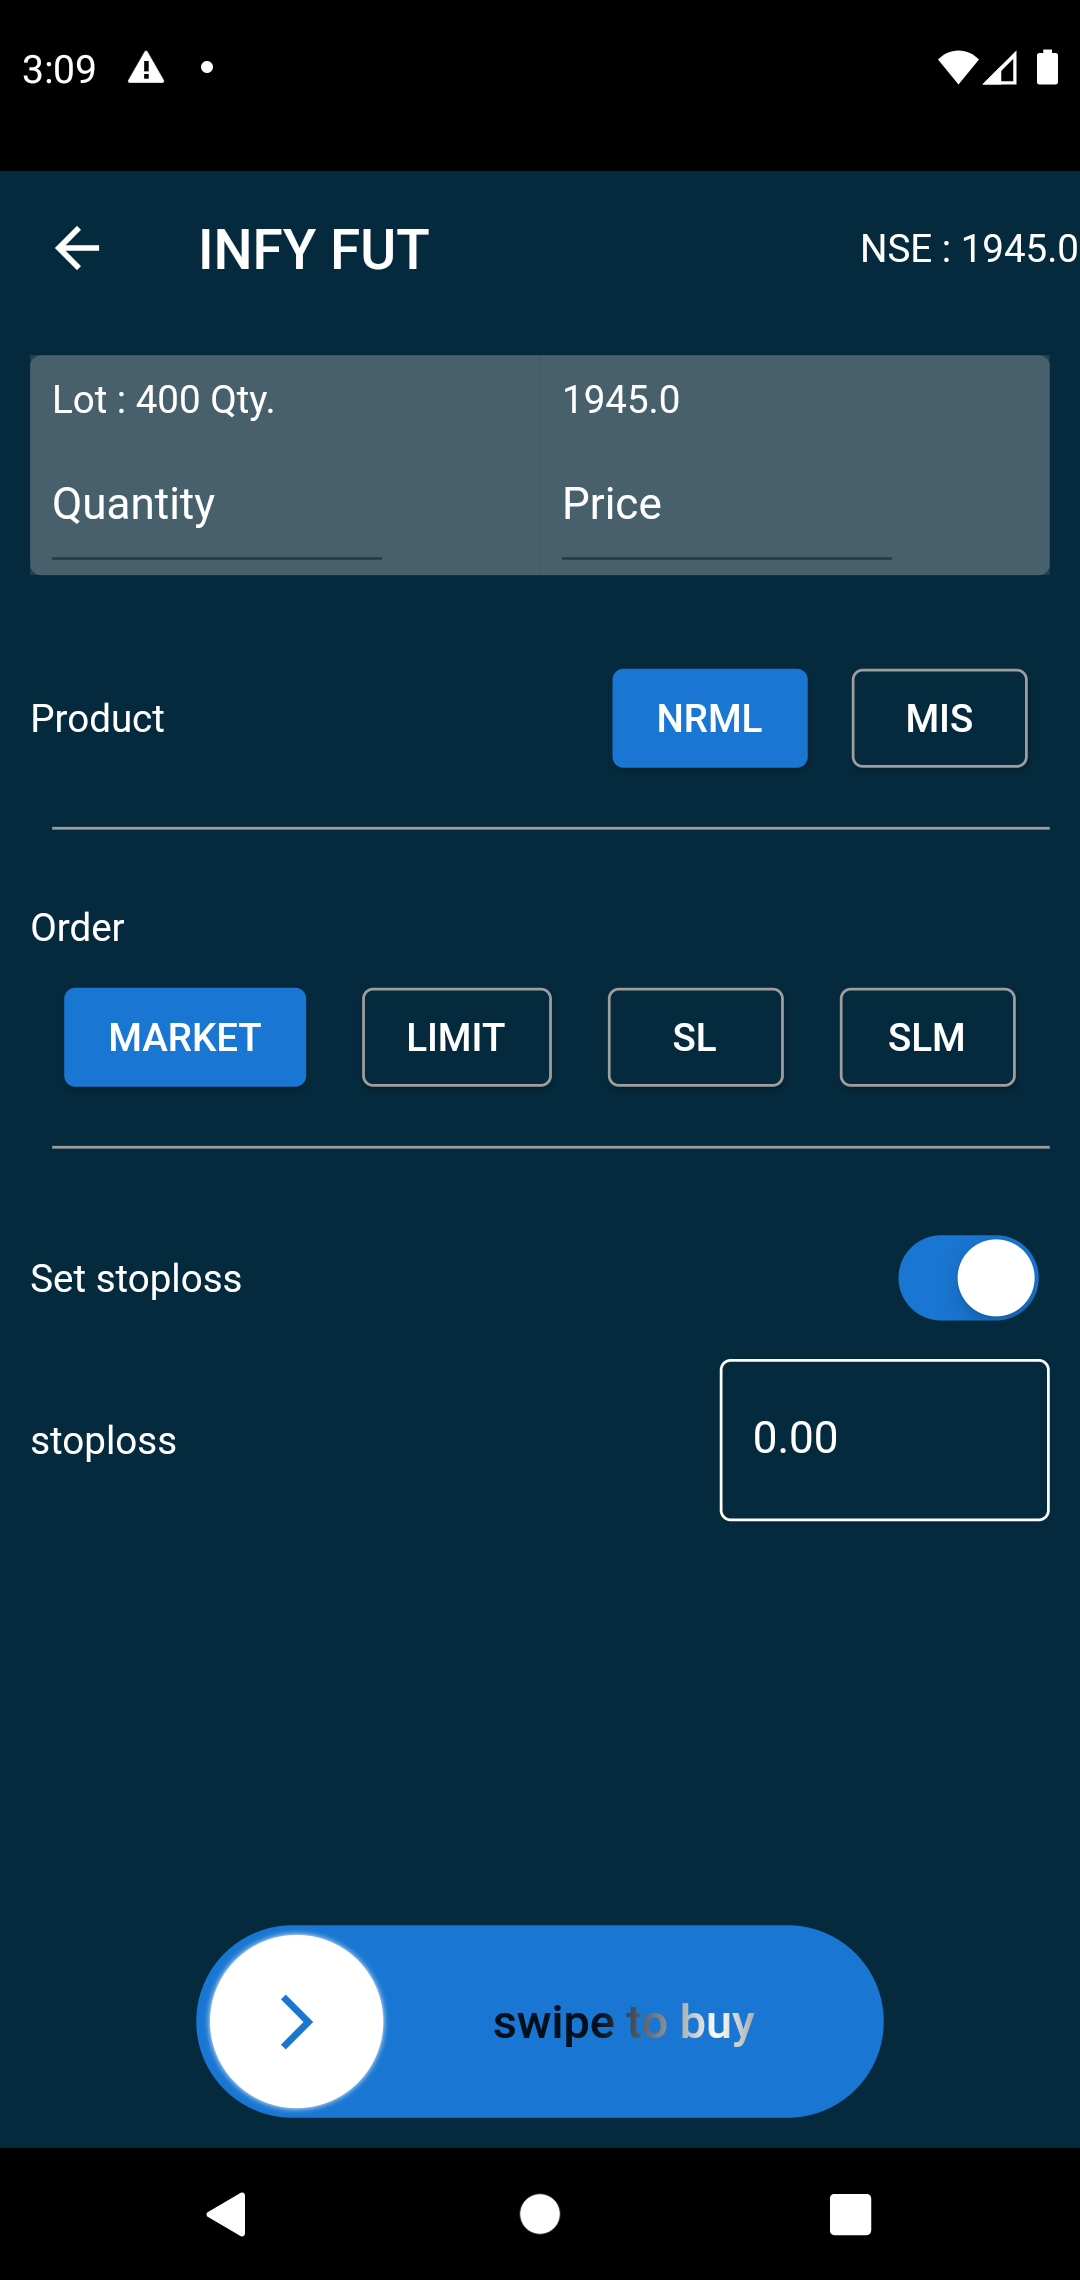 3:09
INFY FUT
NSE : 1945.0
Lot : 400 Qty.
1945.0
Quantity
Price
Product
NRML
MIS
Order
MARKET
LIMIT
SL
SLM
Set stoploss
stoploss
0.00
swipe to buy